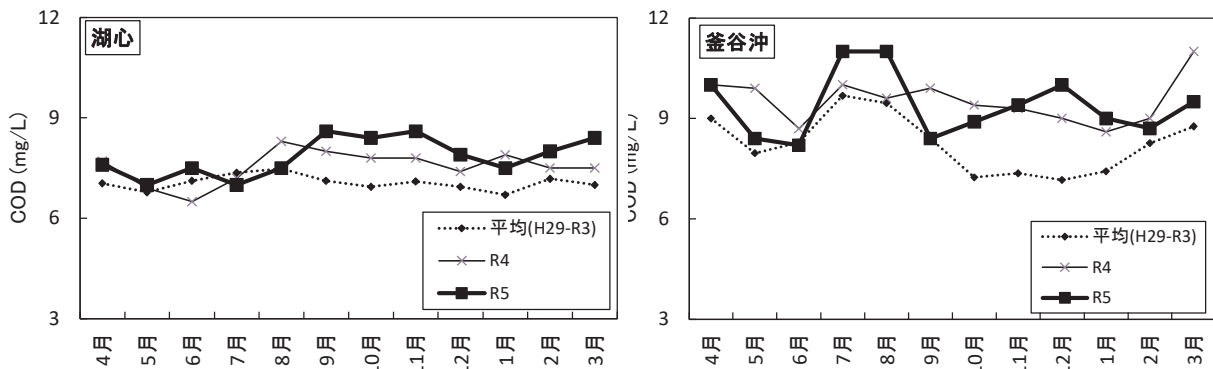 湖心
12
9
6
3
COD (mg/L)
平均(H29-R3)
R4
R5
4月
5月
6月
7月
8月
9月
10月
11月
12月
1月
2月
3月
釜谷沖
12
9
6
3
COD (mg/L)
平均(H29-R3)
R4
R5
4月
5月
6月
7月
8月
9月
10月
11月
12月
1月
2月
3月